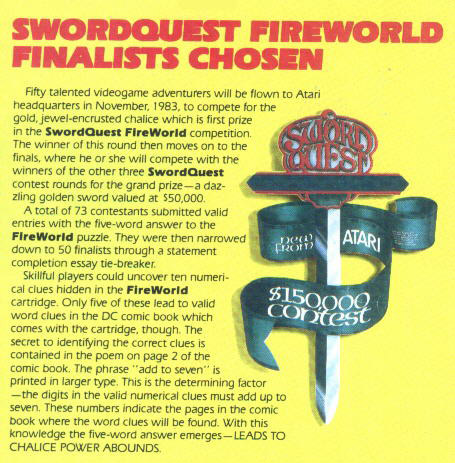 SWORDQUEST FIREWORLD
FINALISTS CHOSEN
Fifty talented videogame adventurers will be flown to Atari
headquarters in November, 1983, to compete for the
gold, jewel-encrusted chalice which is first prize
in the SwordQuest FireWorld competition.
The winner of this round then moves on to the
finals, where he or she will compete with the
winners of the other three SwordQuest
contest rounds for the grand prize—a daz-
zling golden sword valued at $50,000.
A total of 73 contestants submitted valid
entries with the five-word answer to the
FireWorld puzzle. They were then narrowed
down to 50 finalists through a statement
completion essay tie-breaker.
Skillful players could uncover ten numeri-
cal clues hidden in the FireWorld
cartridge. Only five of these lead to valid
word clues in the DC comic book which
comes with the cartridge, though. The
secret to identifying the correct clues is
contained in the poem on page 2 of the
comic book. The phrase "add to seven" is
printed in larger type. This is the determining factor
—the digits in the valid numerical clues must add up to
seven. These numbers indicate the pages in the comic
book where the word clues will be found. With this
knowledge the five-word answer emerges—LEADS TO
CHALICE POWER ABOUNDS.
SWORD
QUEST
new
FROM
ATARI
$150,000
contest